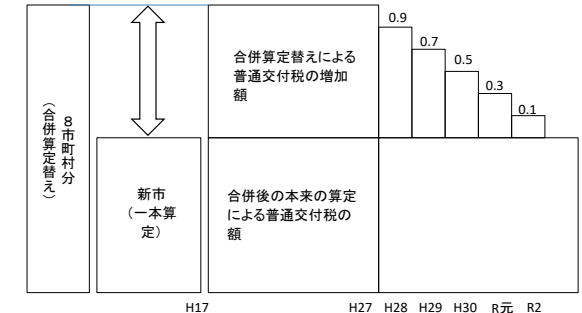 8市町村分
（合併算定替え）
新市
（一本算
定）
合併算定替えによる
普通交付税の増加
額
合併後の本来の算定
による普通交付税の
額
0.9
0.7
0.5
0.3
0.1
H17
H27
H28
H29
H30
R元
R2